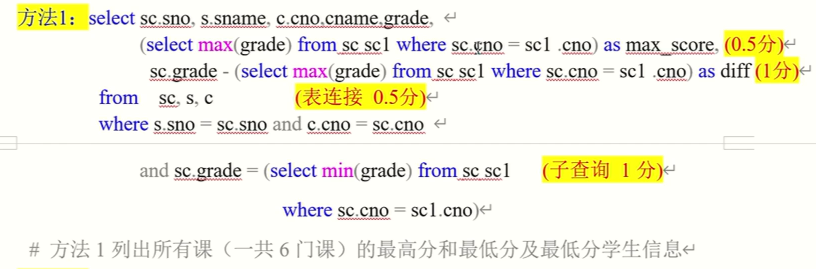 方法1：select sc.sno, s.sname, c.cno,cname,grade,
(select max(grade) from sc sc1 where sc.cno = sc1 .cno) as max_score, (0.5分)
sc.grade - (select max(grade) from sc sc1 where sc.cno = sc1 .cno) as diff (1分)
from sc, s, c (表连接 0.5分)
where s.sno = sc.sno and c.cno = sc.cno
and sc.grade = (select min(grade) from sc sc1 (子查询 1 分)
where sc.cno = sc1.cno)
# 方法 1 列出所有课（一共 6 门课）的最高分和最低分及最低分学生信息